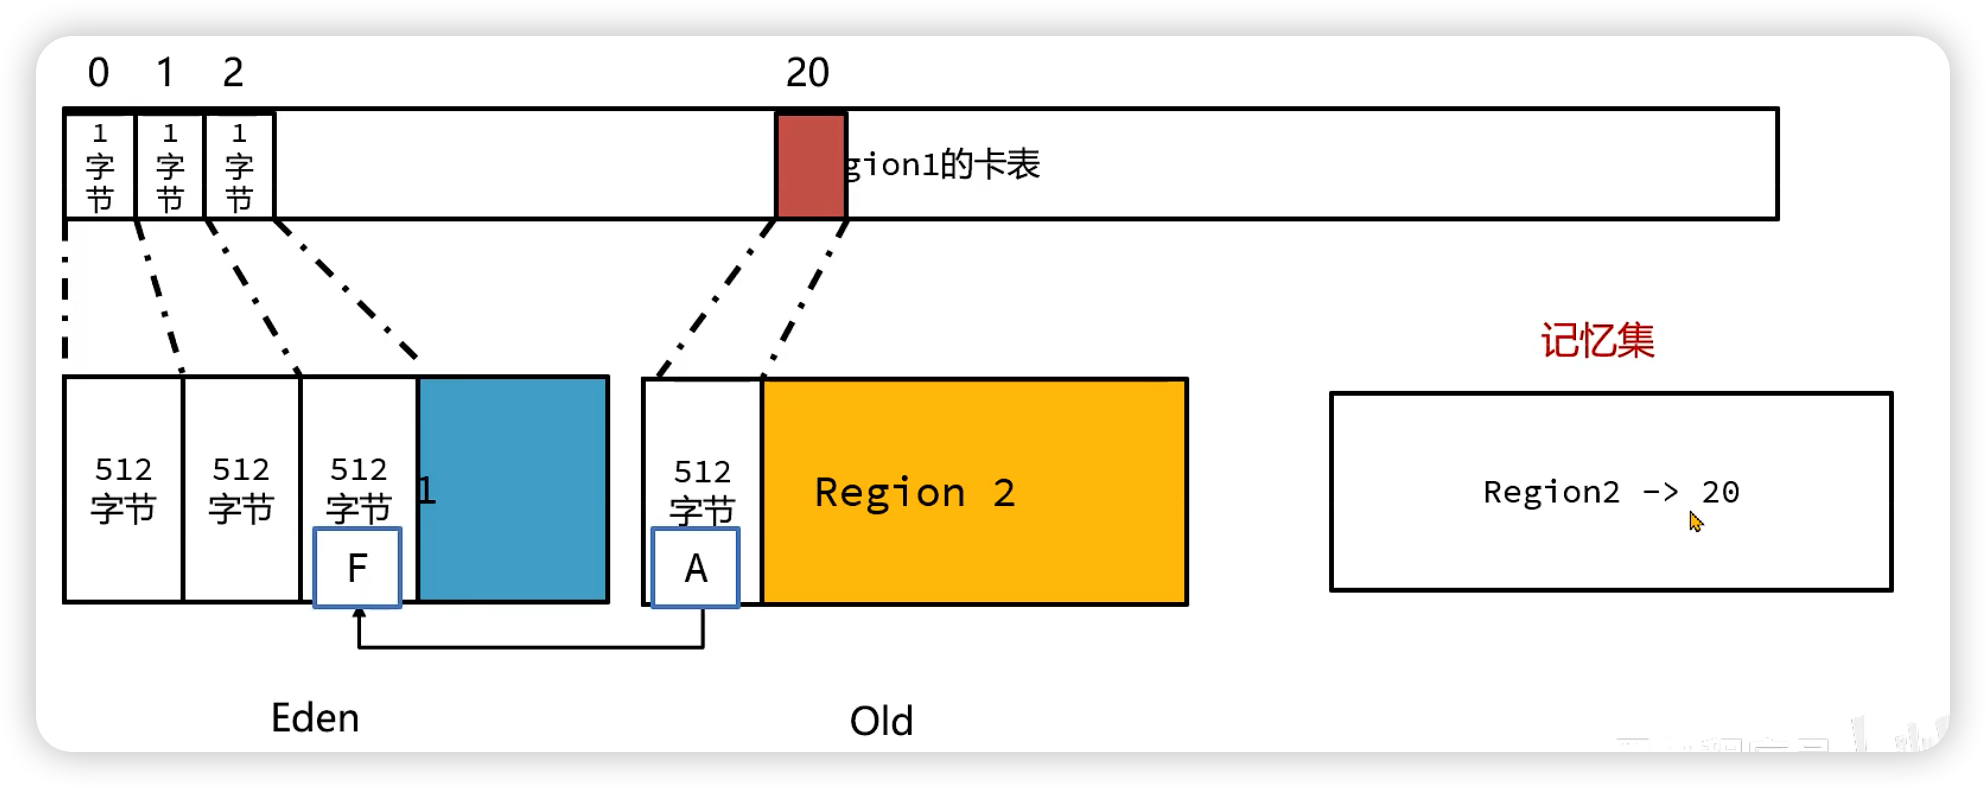 0 1 2 20
1
字
节
1
字
节
1
字
节
gion1的卡表
记忆集
512
字节
512
字节
512
字节
1
512
字节
Region 2
Region2 -> 20
F
A
Eden
Old